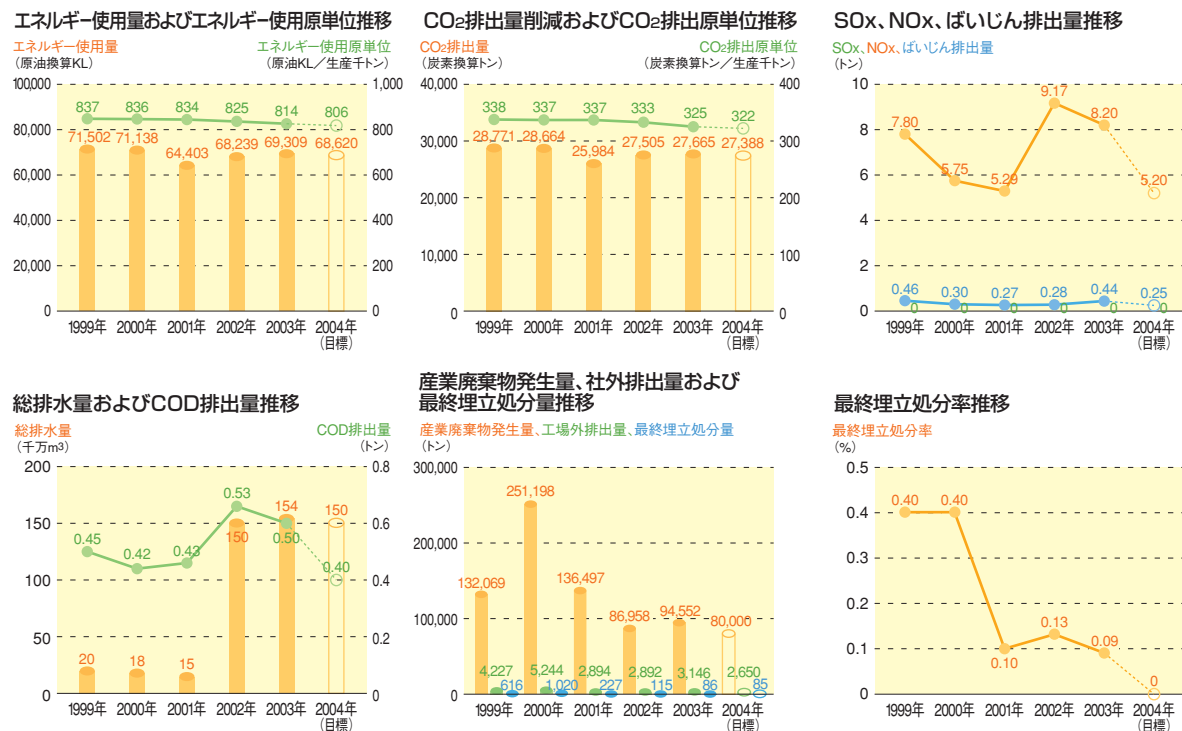 エネルギー使用量およびエネルギー使用原単位推移
エネルギー使用量
（原油換算KL）
エネルギー使用原単位
（原油KL／生産千トン）
100,000
80,000
60,000
40,000
20,000
0
1,000
800
600
400
200
0
837 836 834 825 814 806
71,502 71,138 64,403 68,239 69,309 68,620
1999年 2000年 2001年 2002年 2003年 2004年
（目標）
CO2排出量削減およびCO2排出原単位推移
CO2排出量
（炭素換算トン）
CO2排出原単位
（炭素換算トン／生産千トン）
40,000
30,000
20,000
10,000
0
400
300
200
100
0
338 337 337 333 325 322
28,771 28,664 25,984 27,505 27,665 27,388
1999年 2000年 2001年 2002年 2003年 2004年
（目標）
SOx、NOx、ばいじん排出量推移
SOx、NOx、ばいじん排出量
（トン）
10
8
6
4
2
0
7.80 5.75 5.29 9.17 8.20 5.20
0.46 0.30 0.27 0.28 0.44 0.25
0 0 0 0 0 0
1999年 2000年 2001年 2002年 2003年 2004年
（目標）
総排水量およびCOD排出量推移
総排水量
（千万m3）
COD排出量
（トン）
200
150
100
50
0
0.8
0.6
0.4
0.2
0
0.45 0.42 0.43 0.53 0.50 0.40
20 18 15 150 154 150
1999年 2000年 2001年 2002年 2003年 2004年
（目標）
産業廃棄物発生量、社外排出量および
最終埋立処分量推移
産業廃棄物発生量、工場外排出量、最終埋立処分量
（トン）
300,000
200,000
100,000
0
132,069 251,198 136,497 86,958 94,552 80,000
4,227 5,244 2,894 2,892 3,146 2,650
616 1,020 227 115 86 85
1999年 2000年 2001年 2002年 2003年 2004年
（目標）
最終埋立処分率推移
最終埋立処分率
（%）
0.5
0.4
0.3
0.2
0.1
0
0.40 0.40 0.10 0.13 0.09 0
1999年 2000年 2001年 2002年 2003年 2004年
（目標）